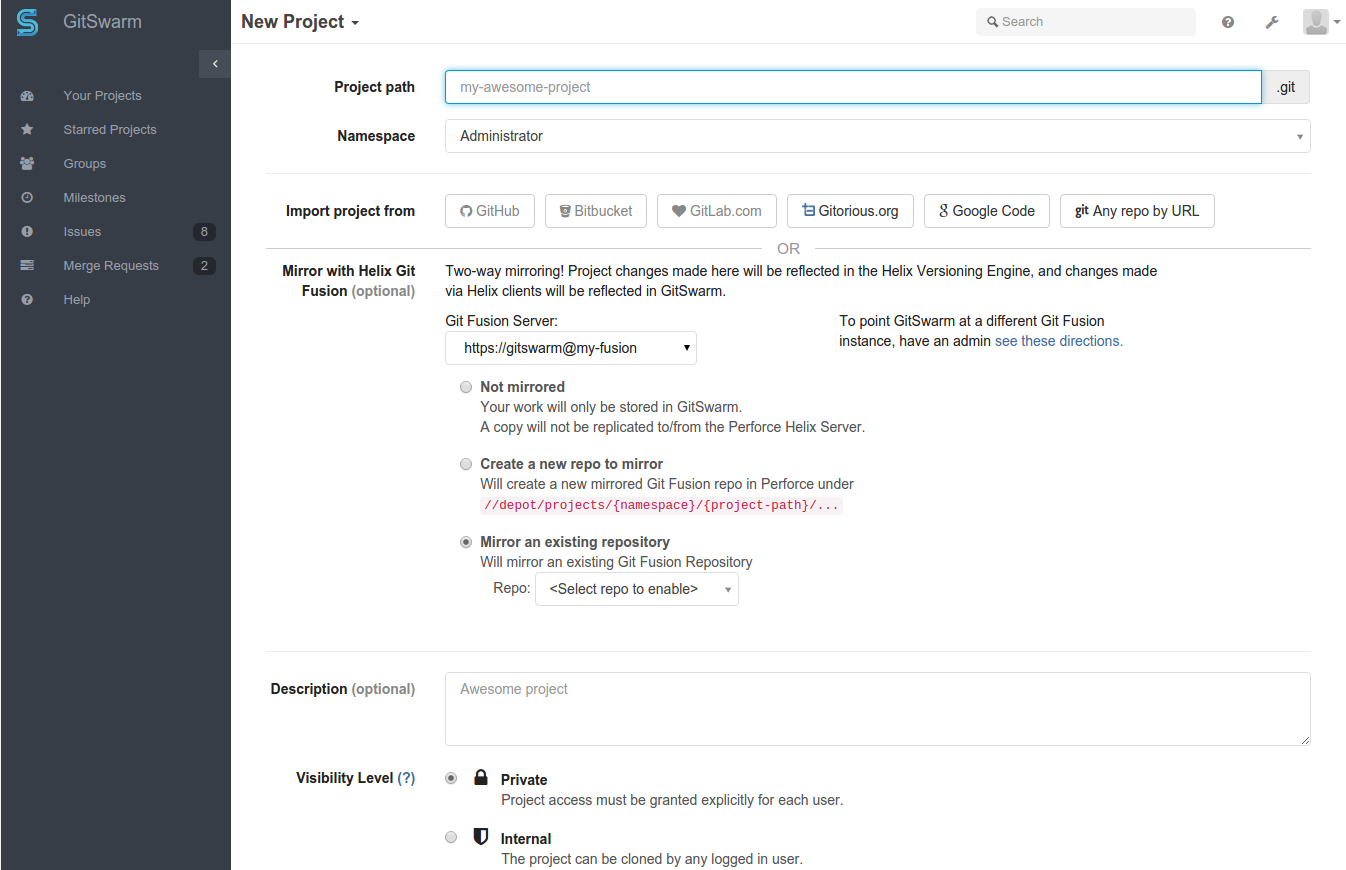 GitSwarm
New Project
Search
Your Projects
Starred Projects
Groups
Milestones
Issues 8
Merge Requests 2
Help
Project path my-awesome-project .git
Namespace Administrator
Import project from GitHub Bitbucket GitLab.com Gitorious.org Google Code git Any repo by URL
OR
Mirror with Helix Git Fusion (optional)
Two-way mirroring! Project changes made here will be reflected in the Helix Versioning Engine, and changes made
via Helix clients will be reflected in GitSwarm.
Git Fusion Server:
https://gitswarm@my-fusion
To point GitSwarm at a different Git Fusion
instance, have an admin see these directions.
Not mirrored
Your work will only be stored in GitSwarm.
A copy will not be replicated to/from the Perforce Helix Server.
Create a new repo to mirror
Will create a new mirrored Git Fusion repo in Perforce under
//depot/projects/{namespace}/{project-path}/...
Mirror an existing repository
Will mirror an existing Git Fusion Repository
Repo: <Select repo to enable>
Description (optional) Awesome project
Visibility Level (?)
Private
Project access must be granted explicitly for each user.
Internal
The project can be cloned by any logged in user.